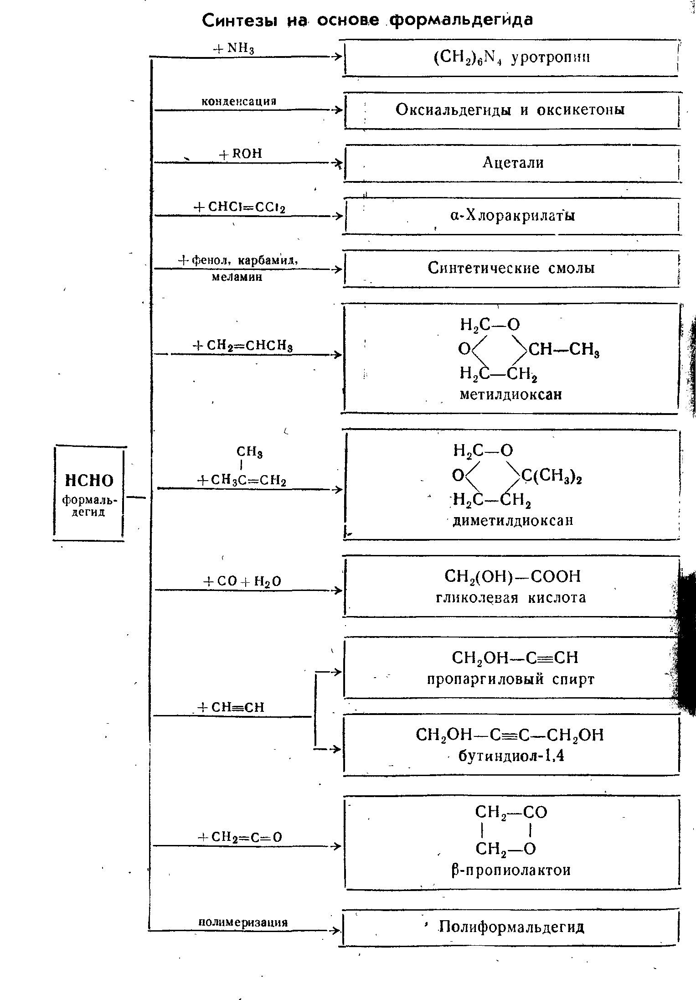 Синтезы на основе формальдегида
+NH₃
(CH₂)₆N₄ уротропин
конденсация
Оксиальдегиды и оксикетоны
+ROH
Ацетали
+CHCl=CCl₂
α-Хлоракрилаты
+фенол, карбамид,
меламин
Синтетические смолы
+CH₂=CHCH₃
H₂C—O
O CH—CH₃
H₂C—CH₂
метилдиоксан
CH₃
+CH₃C=CH₂
H₂C—O
O C(CH₃)₂
H₂C—CH₂
диметилдиоксан
HCHO
формаль-
дегид
+CO+H₂O
CH₂(OH)—COOH
гликолевая кислота
+CH≡CH
CH₂OH—C≡CH
пропаргиловый спирт
CH₂OH—C≡C—CH₂OH
бутиндиол-1,4
+CH₂=C=O
CH₂—CO
CH₂—O
β-пропиолактон
полимеризация
Полиформальдегид